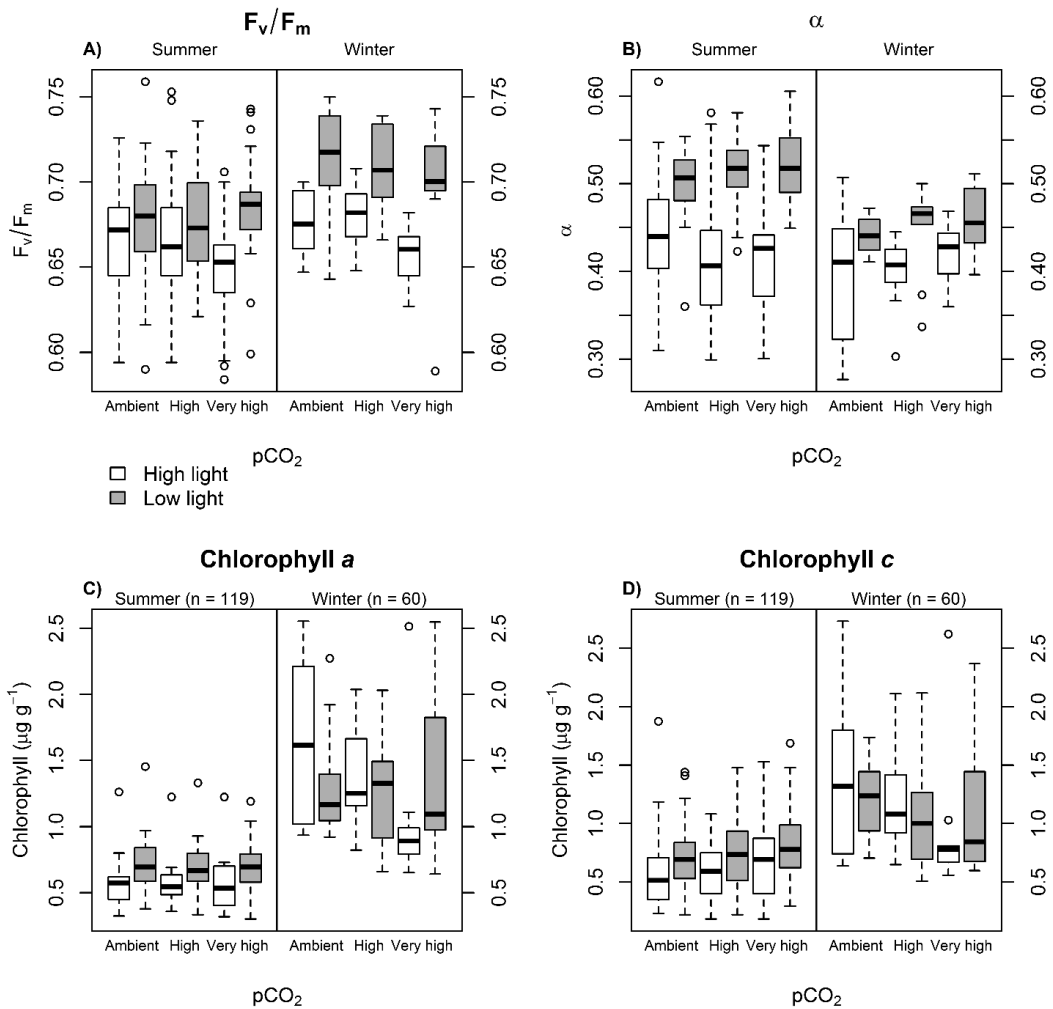 Fv/Fm
A) Summer Winter
0.75 0.75
0.70 0.70
0.65 0.65
0.60 0.60
Fv/Fm
Ambient High Very high Ambient High Very high
pCO2
α
B) Summer Winter
0.60 0.60
0.50 0.50
0.40 0.40
0.30 0.30
α
Ambient High Very high Ambient High Very high
pCO2
High light
Low light
Chlorophyll a
C) Summer (n = 119) Winter (n = 60)
2.5 2.5
2.0 2.0
1.5 1.5
1.0 1.0
0.5 0.5
Chlorophyll (μg g−1)
Ambient High Very high Ambient High Very high
pCO2
Chlorophyll c
D) Summer (n = 119) Winter (n = 60)
2.5 2.5
2.0 2.0
1.5 1.5
1.0 1.0
0.5 0.5
Chlorophyll (μg g−1)
Ambient High Very high Ambient High Very high
pCO2